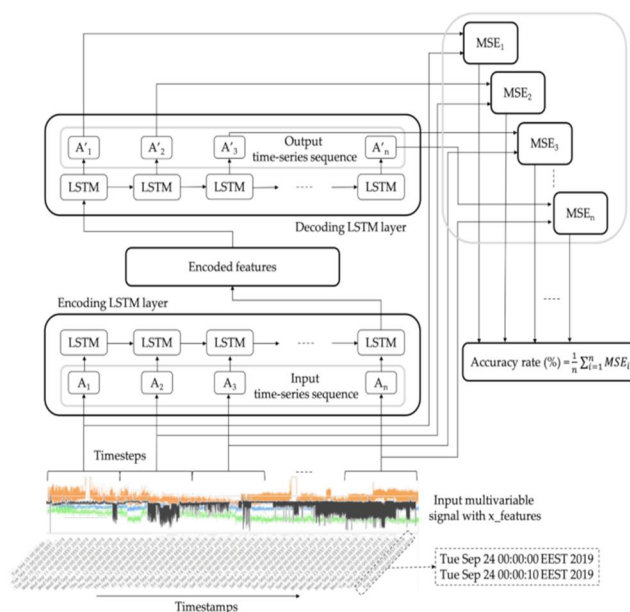 MSE₁
MSE₂
MSE₃
MSEₙ
A'₁ A'₂ A'₃ Output time-series sequence A'ₙ
LSTM LSTM LSTM LSTM
Decoding LSTM layer
Encoded features
Encoding LSTM layer
LSTM LSTM LSTM LSTM
A₁ A₂ A₃ Input time-series sequence Aₙ
Accuracy rate (%) = 1/n ∑ⁿᵢ₌₁ MSEᵢ
Timesteps
Input multivariable
signal with x_features
Tue Sep 24 00:00:00 EEST 2019
Tue Sep 24 00:00:10 EEST 2019
Timestamps